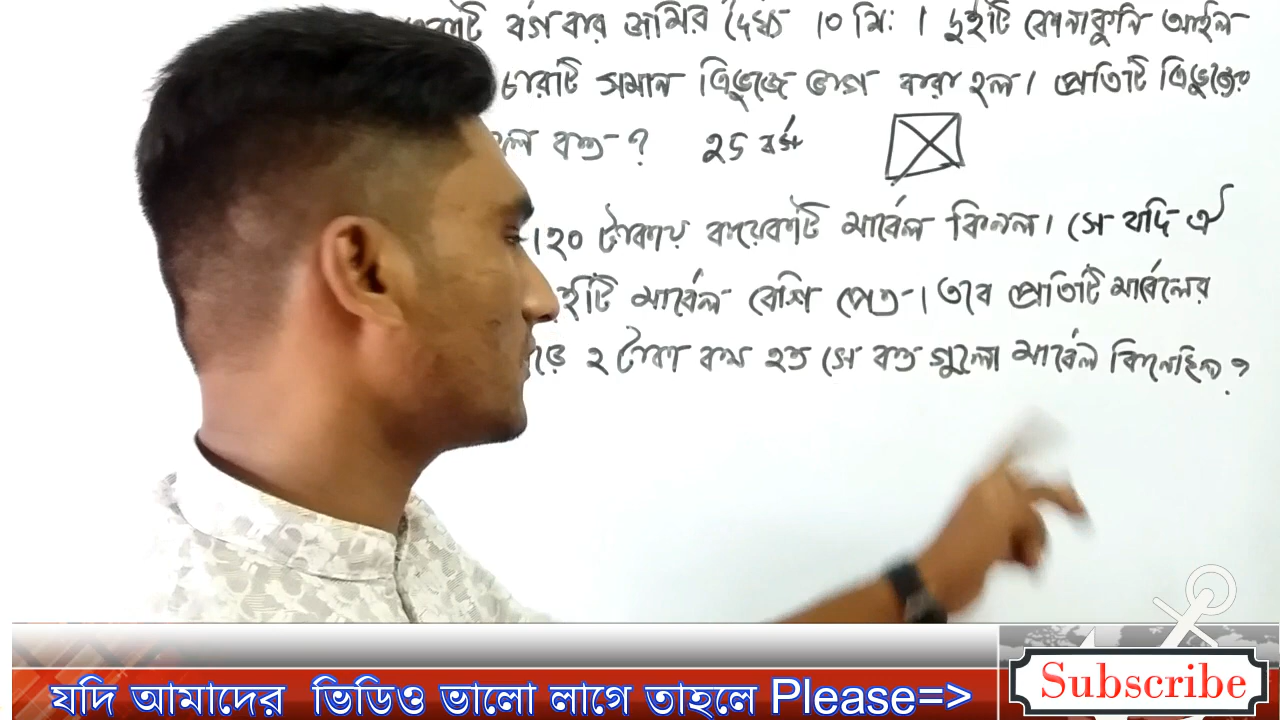 বর্গাকার জমির দৈর্ঘ্য ১০ মি: । দুইটি কোনাকুনি আইল
চারটি সমান ত্রিভুজে ভাগ করা হল। প্রতিটি ত্রিভুজের
কত ? ২৫ বর্গ
১২০ টাকায় কয়েকটি মার্বেল কিনল। সে যদি ঐ
মার্বেল বেশি পেত। তবে প্রতিটি মার্বেলের
২ টাকা কম হত সে কত গুলো মার্বেল কিনেছিল ?
যদি আমাদের ভিডিও ভালো লাগে তাহলে Please=> Subscribe